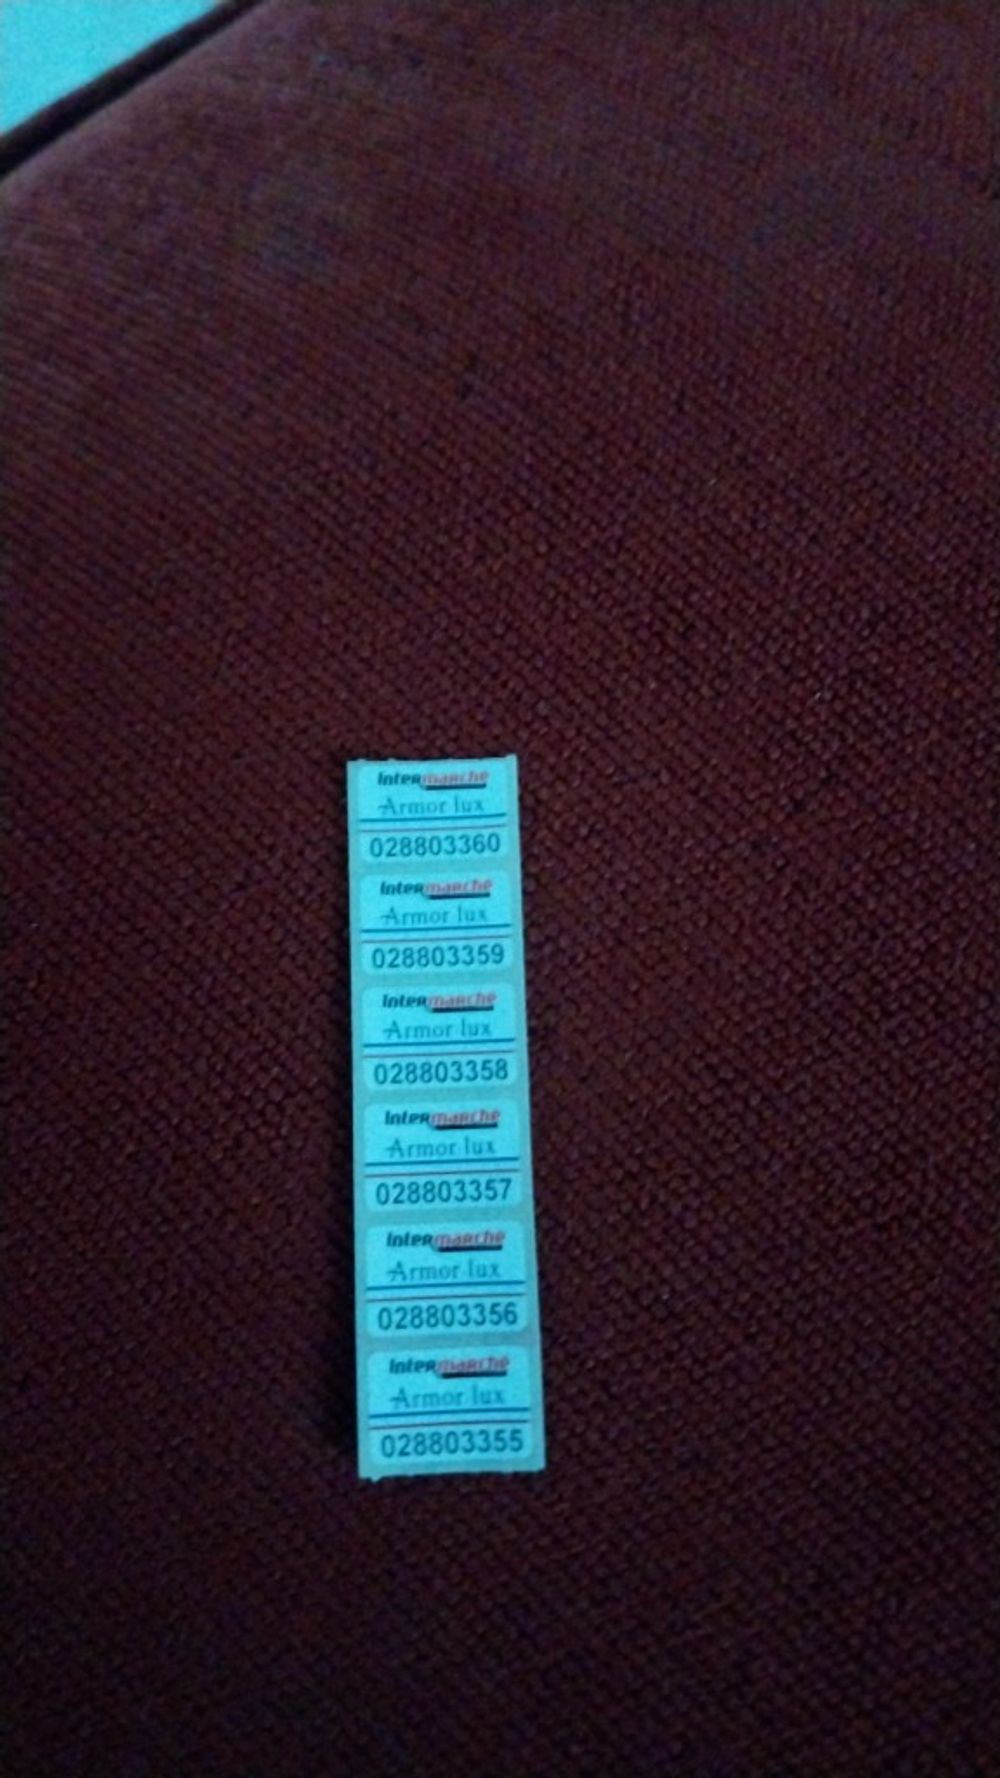 Intermarché
Armor lux
028803360
Intermarché
Armor lux
028803359
Intermarché
Armor lux
028803358
Intermarché
Armor lux
028803357
Intermarché
Armor lux
028803356
Intermarché
Armor lux
028803355